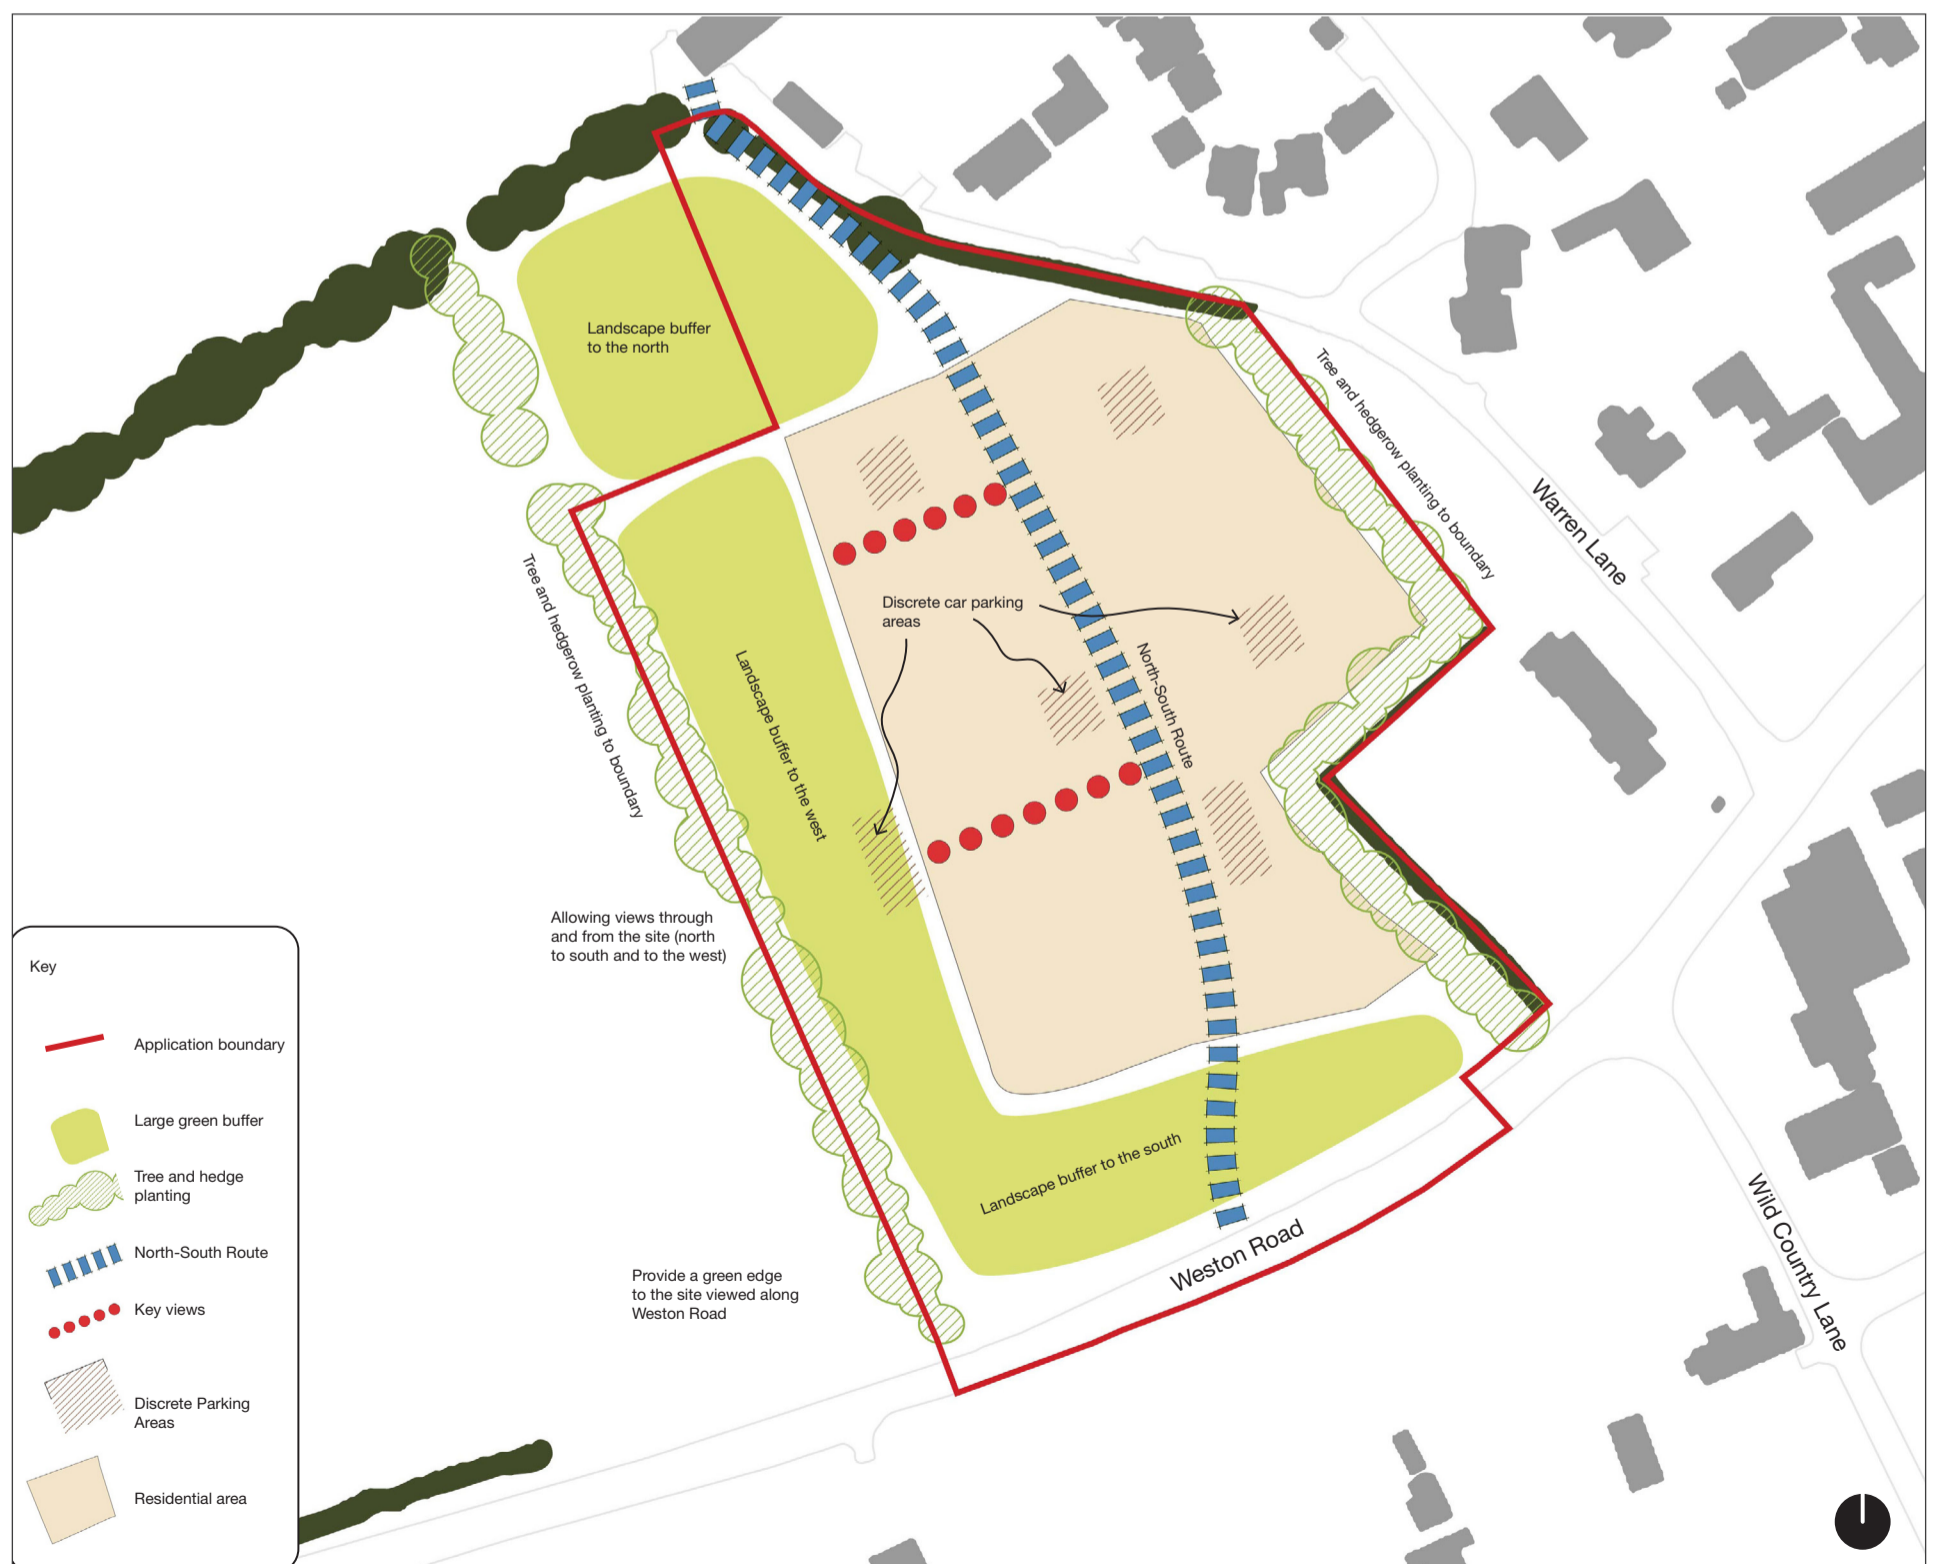 Landscape buffer
to the north
Tree and hedgerow planting to boundary
Warren Lane
Tree and hedgerow planting to boundary
Discrete car parking
areas
North-South Route
Landscape buffer to the west
Allowing views through
and from the site (north
to south and to the west)
Landscape buffer to the south
Weston Road
Wild Country Lane
Provide a green edge
to the site viewed along
Weston Road
Key
Application boundary
Large green buffer
Tree and hedge
planting
North-South Route
Key views
Discrete Parking
Areas
Residential area